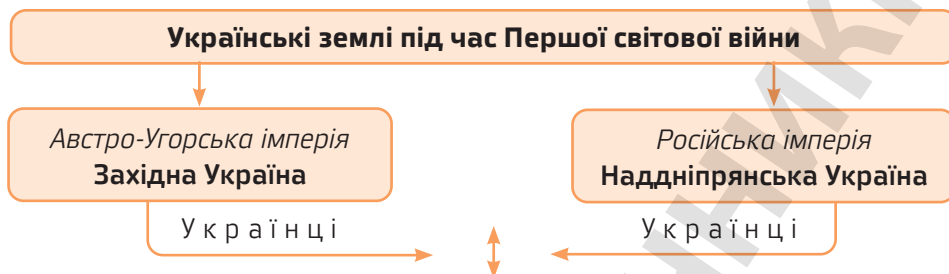 Українські землі під час Першої світової війни
Австро-Угорська імперія
Західна Україна
Російська імперія
Наддніпрянська Україна
Українці
Українці